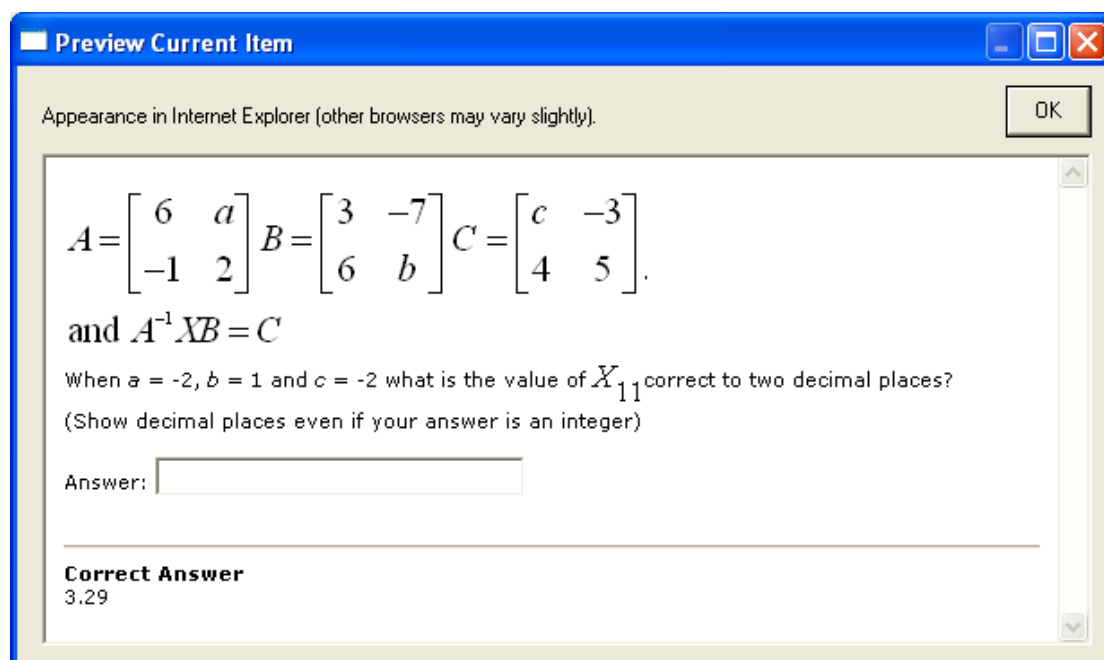 Preview Current Item
Appearance in Internet Explorer (other browsers may vary slightly).
OK
A = [6 a; -1 2] B = [3 -7; 6 b] C = [c -3; 4 5].
and A⁻¹XB = C
When a = -2, b = 1 and c = -2 what is the value of X₁₁ correct to two decimal places?
(Show decimal places even if your answer is an integer)
Answer:
Correct Answer
3.29